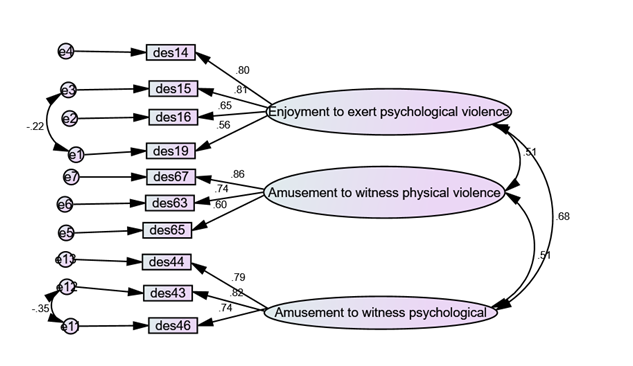 e4 des14
.80
e3 des15 .81
Enjoyment to exert psychological violence
e2 des16 .65
-.22
e1 des19 .56
.51
e7 des67 .86
Amusement to witness physical violence
e6 des63 .74
.60
e5 des65
.68
e13 des44
.51
.79
e12 des43 .82
-.35
Amusement to witness psychological
e11 des46 .74